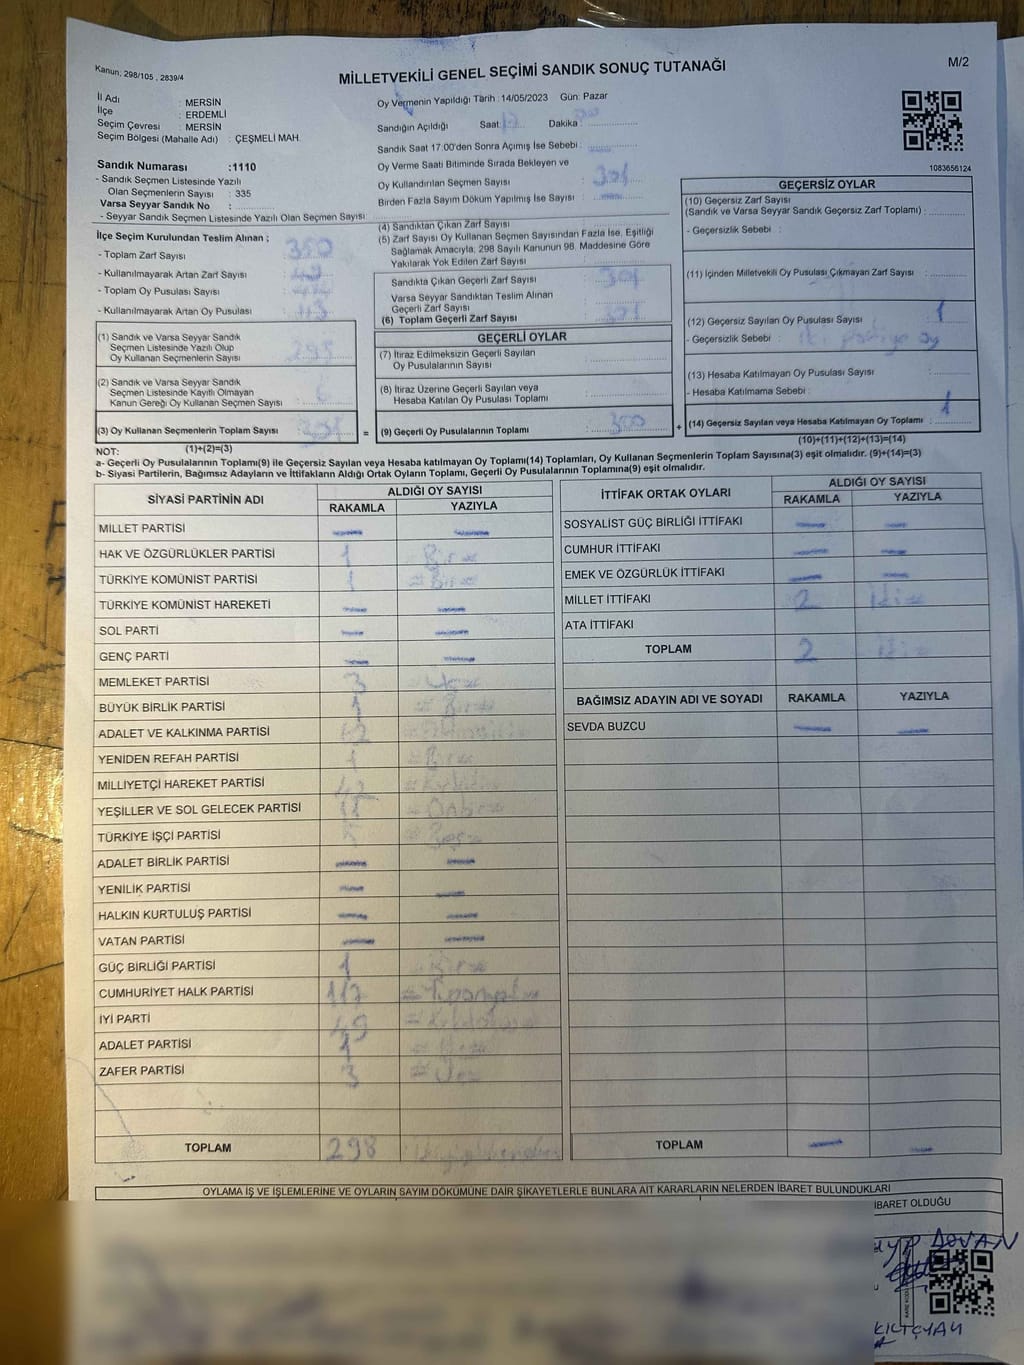 Kanun; 298/105 , 2839/4
MİLLETVEKİLİ GENEL SEÇİMİ SANDIK SONUÇ TUTANAĞI
M/2
İl Adı : MERSİN
İlçe : ERDEMLİ
Seçim Çevresi : MERSİN
Seçim Bölgesi (Mahalle Adı) : ÇEŞMELİ MAH.
Sandık Numarası :1110
- Sandık Seçmen Listesinde Yazılı
Olan Seçmenlerin Sayısı : 335
Varsa Seyyar Sandık No :
- Seyyar Sandık Seçmen Listesinde Yazılı Olan Seçmen Sayısı:
Oy Vermenin Yapıldığı Tarih :14/05/2023 Gün: Pazar
Sandığın Açıldığı Saat: Dakika:
Sandık Saat 17:00'den Sonra Açımış İse Sebebi:
Oy Verme Saati Bitiminde Sırada Bekleyen ve
Oy Kullandırılan Seçmen Sayısı : 301
Birden Fazla Sayım Döküm Yapılmış İse Sayısı :
1083656124
İlçe Seçim Kurulundan Teslim Alınan ;
- Toplam Zarf Sayısı : 350
- Kullanılmayarak Artan Zarf Sayısı :
- Toplam Oy Pusulası Sayısı :
- Kullanılmayarak Artan Oy Pusulası :
(1) Sandık ve Varsa Seyyar Sandık
Seçmen Listesinde Yazılı Olup
Oy Kullanan Seçmenlerin Sayısı : 295
(2) Sandık ve Varsa Seyyar Sandık
Seçmen Listesinde Kayıtlı Olmayan
Kanun Gereği Oy Kullanan Seçmen Sayısı : 6
(3) Oy Kullanan Seçmenlerin Toplam Sayısı : 301 =
(1)+(2)=(3)
(4) Sandıktan Çıkan Zarf Sayısı :
(5) Zarf Sayısı Oy Kullanan Seçmen Sayısından Fazla İse, Eşitliği
Sağlamak Amacıyla, 298 Sayılı Kanunun 98. Maddesine Göre
Yakılarak Yok Edilen Zarf Sayısı :
Sandıkta Çıkan Geçerli Zarf Sayısı : 301
Varsa Seyyar Sandıktan Teslim Alınan
Geçerli Zarf Sayısı :
(6) Toplam Geçerli Zarf Sayısı : 301
GEÇERLİ OYLAR
(7) İtiraz Edilmeksizin Geçerli Sayılan
Oy Pusulalarının Toplamı :
(8) İtiraz Üzerine Geçerli Sayılan veya
Hesaba Katılan Oy Pusulası Toplamı :
(9) Geçerli Oy Pusulalarının Toplamı : 300 +
GEÇERSİZ OYLAR
(10) Geçersiz Zarf Sayısı
(Sandık ve Varsa Seyyar Sandık Geçersiz Zarf Toplamı) :
- Geçersizlik Sebebi :
(11) İçinden Milletvekili Oy Pusulası Çıkmayan Zarf Sayısı :
(12) Geçersiz Sayılan Oy Pusulası Sayısı : 1
- Geçersizlik Sebebi : iki partiye oy
(13) Hesaba Katılmayan Oy Pusulası Sayısı :
- Hesaba Katılmama Sebebi :
(14) Geçersiz Sayılan veya Hesaba Katılmayan Oy Toplamı : 1
(10)+(11)+(12)+(13)=(14)
NOT:
a- Geçerli Oy Pusulalarının Toplamı(9) ile Geçersiz Sayılan veya Hesaba katılmayan Oy Toplamı(14) Toplamları, Oy Kullanan Seçmenlerin Toplam Sayısına(3) eşit olmalıdır. (9)+(14)=(3)
b- Siyasi Partilerin, Bağımsız Adayların ve İttifakların Aldığı Ortak Oyların Toplamı, Geçerli Oy Pusulalarının Toplamına(9) eşit olmalıdır.
SİYASİ PARTİNİN ADI
ALDIĞI OY SAYISI
RAKAMLA YAZIYLA
MİLLET PARTİSİ — —
HAK VE ÖZGÜRLÜKLER PARTİSİ 1 Bir
TÜRKİYE KOMÜNİST PARTİSİ 1 = Bir =
TÜRKİYE KOMÜNİST HAREKETİ — —
SOL PARTİ — —
GENÇ PARTİ — —
MEMLEKET PARTİSİ 3 Üç
BÜYÜK BİRLİK PARTİSİ 1 = Bir =
ADALET VE KALKINMA PARTİSİ
YENİDEN REFAH PARTİSİ 1 = Bir =
MİLLİYETÇİ HAREKET PARTİSİ 42
YEŞİLLER VE SOL GELECEK PARTİSİ
TÜRKİYE İŞÇİ PARTİSİ 5 = Beş =
ADALET BİRLİK PARTİSİ — —
YENİLİK PARTİSİ — —
HALKIN KURTULUŞ PARTİSİ — —
VATAN PARTİSİ — —
GÜÇ BİRLİĞİ PARTİSİ 1 Bir =
CUMHURİYET HALK PARTİSİ 117
İYİ PARTİ 49
ADALET PARTİSİ 1
ZAFER PARTİSİ 3 = Üç =
TOPLAM 298
İTTİFAK ORTAK OYLARI
ALDIĞI OY SAYISI
RAKAMLA YAZIYLA
SOSYALİST GÜÇ BİRLİĞİ İTTİFAKI — —
CUMHUR İTTİFAKI — —
EMEK VE ÖZGÜRLÜK İTTİFAKI — —
MİLLET İTTİFAKI 2 İki =
ATA İTTİFAKI
TOPLAM 2 İki
BAĞIMSIZ ADAYIN ADI VE SOYADI RAKAMLA YAZIYLA
SEVDA BUZCU — —
TOPLAM — —
OYLAMA İŞ VE İŞLEMLERİNE VE OYLARIN SAYIM DÖKÜMÜNE DAİR ŞİKAYETLERLE BUNLARA AİT KARARLARIN NELERDEN İBARET BULUNDUKLARI
İBARET OLDUĞU